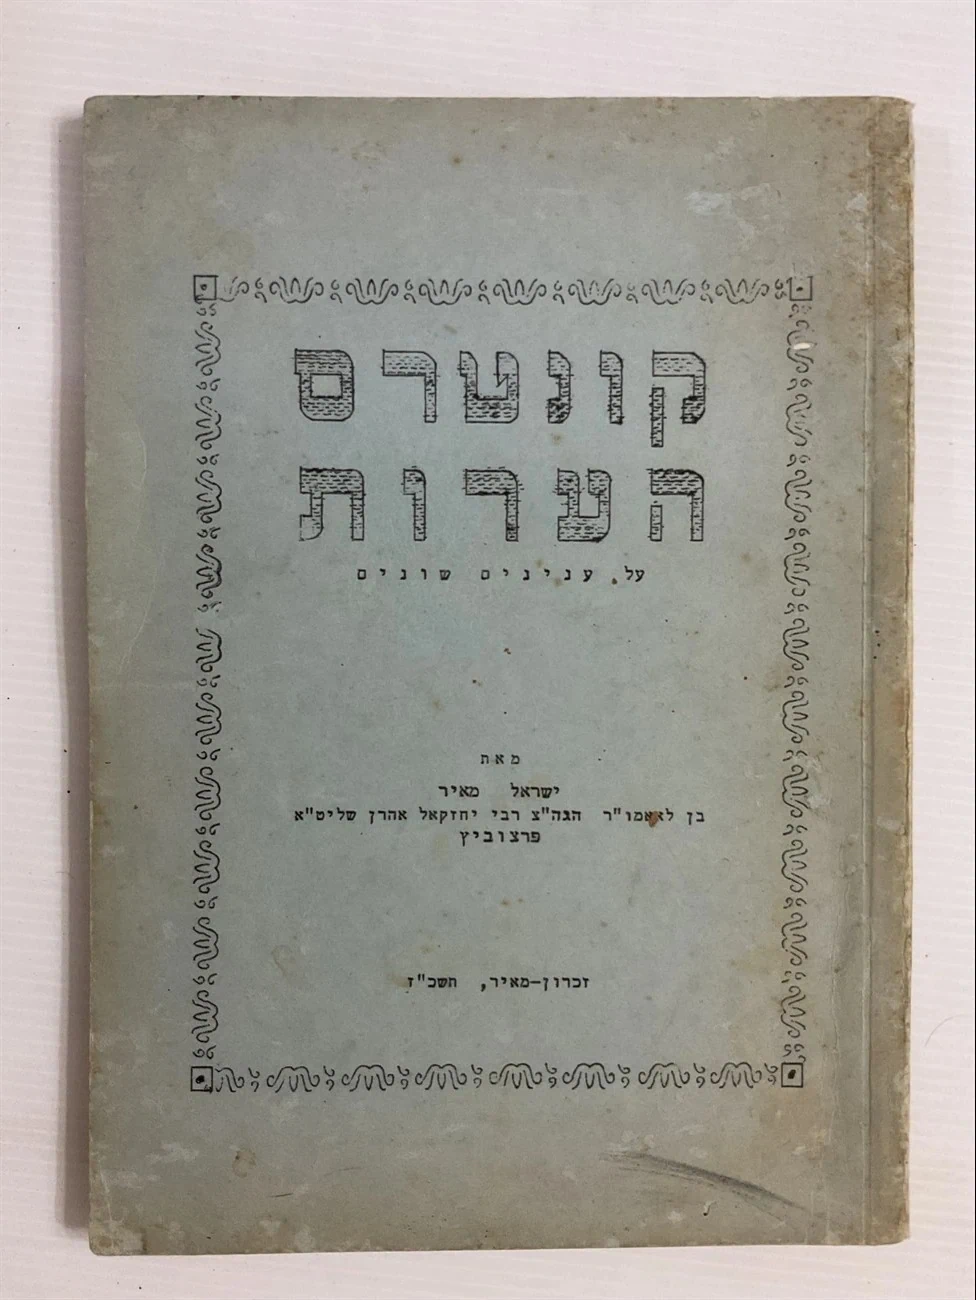 קונטרס
הערות
על ענינים שונים
מאת
ישראל מאיר
בן לאאמו"ר הגה"צ רבי יחזקאל אהרן שליט"א
פרצוביץ
זכרון-מאיר, תשכ"ז